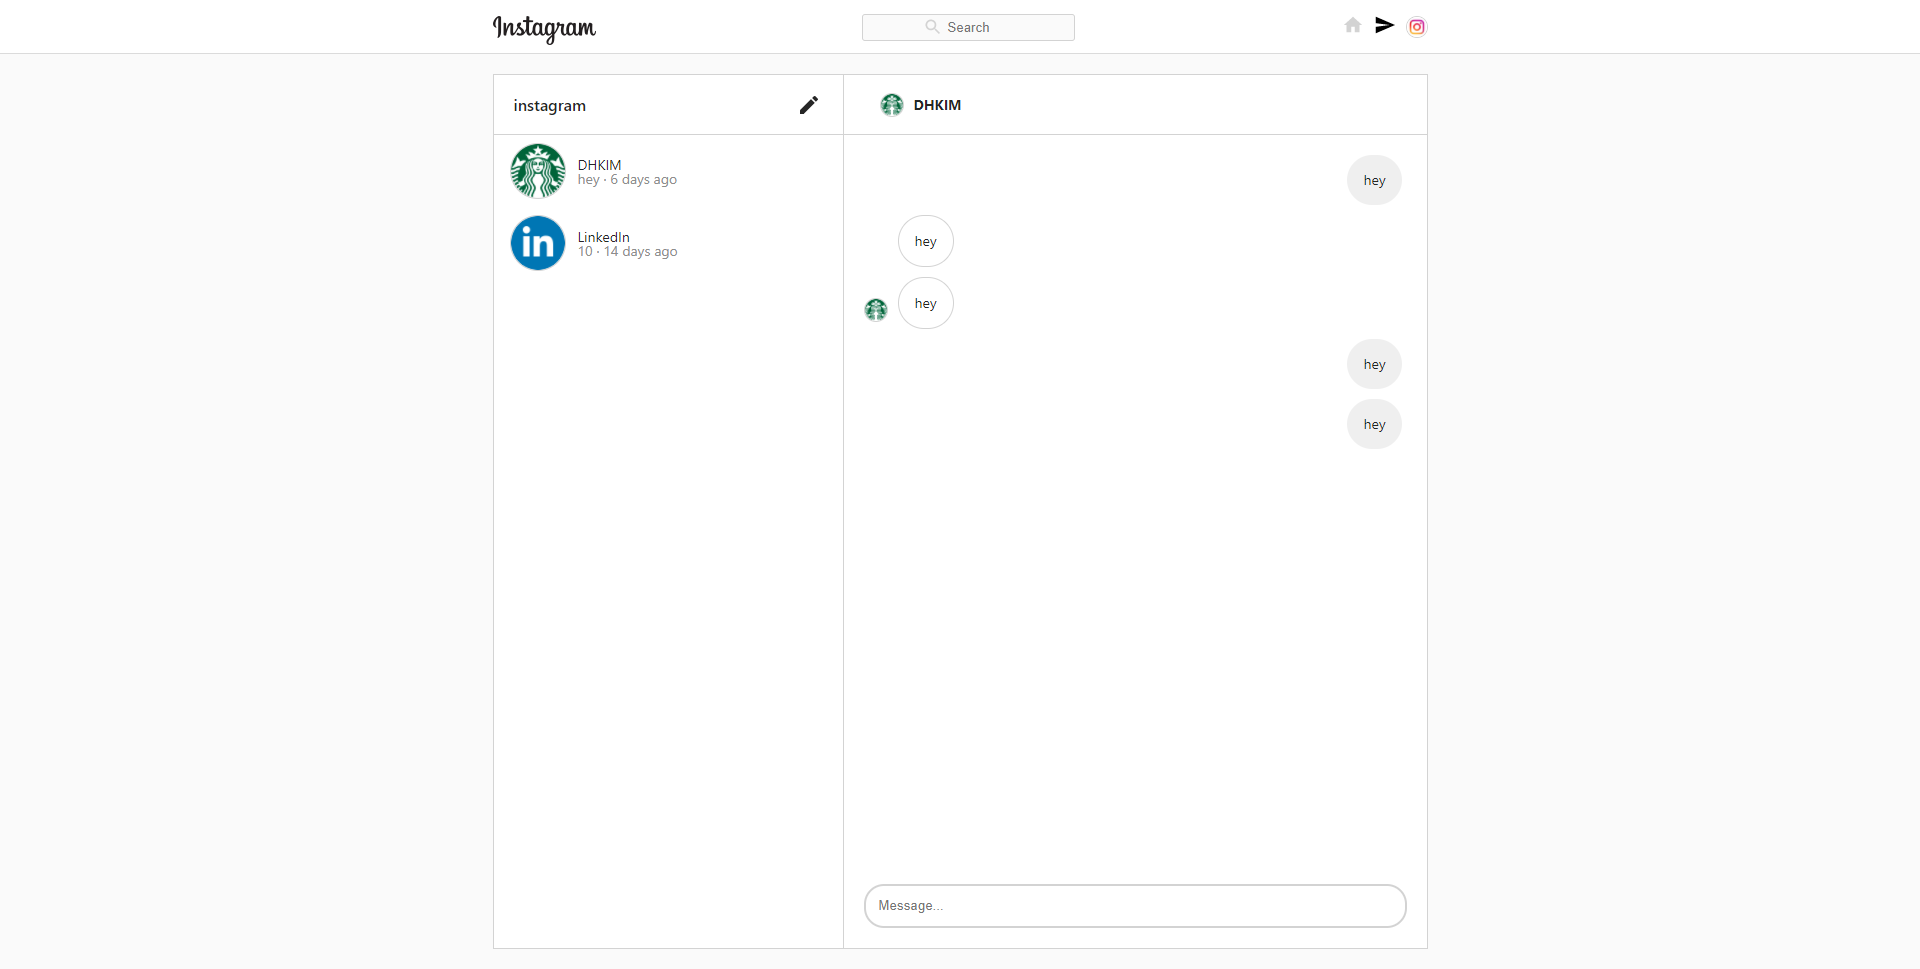 Instagram
Search
instagram
DHKIM
DHKIM
hey · 6 days ago
LinkedIn
10 · 14 days ago
in
hey
hey
hey
hey
hey
Message...